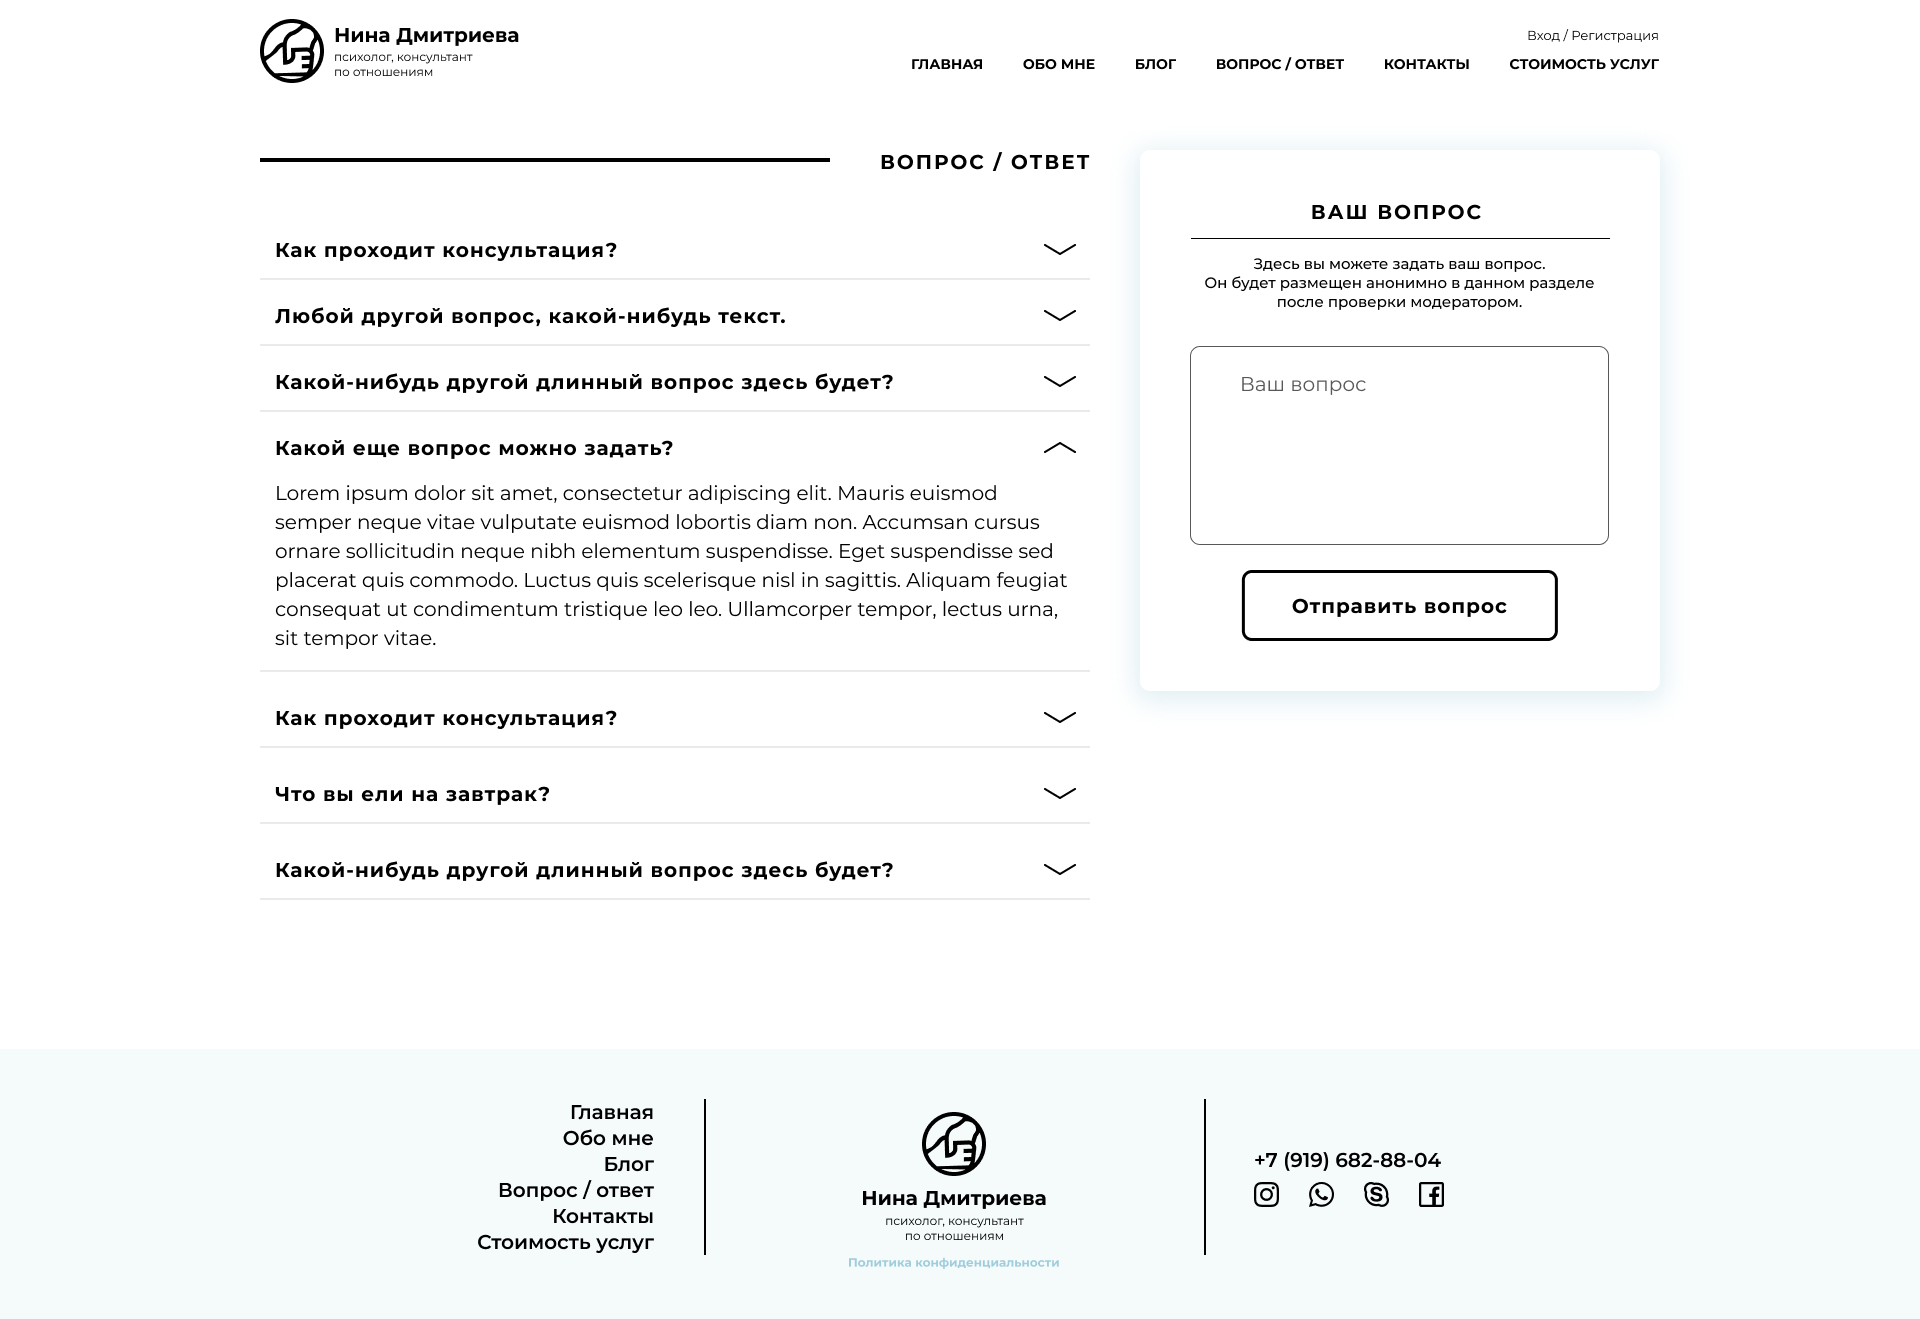 Нина Дмитриева
психолог, консультант
по отношениям
Вход / Регистрация
ГЛАВНАЯ ОБО МНЕ БЛОГ ВОПРОС / ОТВЕТ КОНТАКТЫ СТОИМОСТЬ УСЛУГ
ВОПРОС / ОТВЕТ
Как проходит консультация?
Любой другой вопрос, какой-нибудь текст.
Какой-нибудь другой длинный вопрос здесь будет?
Какой еще вопрос можно задать?
Lorem ipsum dolor sit amet, consectetur adipiscing elit. Mauris euismod
semper neque vitae vulputate euismod lobortis diam non. Accumsan cursus
ornare sollicitudin neque nibh elementum suspendisse. Eget suspendisse sed
placerat quis commodo. Luctus quis scelerisque nisl in sagittis. Aliquam feugiat
consequat ut condimentum tristique leo leo. Ullamcorper tempor, lectus urna,
sit tempor vitae.
Как проходит консультация?
Что вы ели на завтрак?
Какой-нибудь другой длинный вопрос здесь будет?
ВАШ ВОПРОС
Здесь вы можете задать ваш вопрос.
Он будет размещен анонимно в данном разделе
после проверки модератором.
Ваш вопрос
Отправить вопрос
Главная
Обо мне
Блог
Вопрос / ответ
Контакты
Стоимость услуг
Нина Дмитриева
психолог, консультант
по отношениям
Политика конфиденциальности
+7 (919) 682-88-04